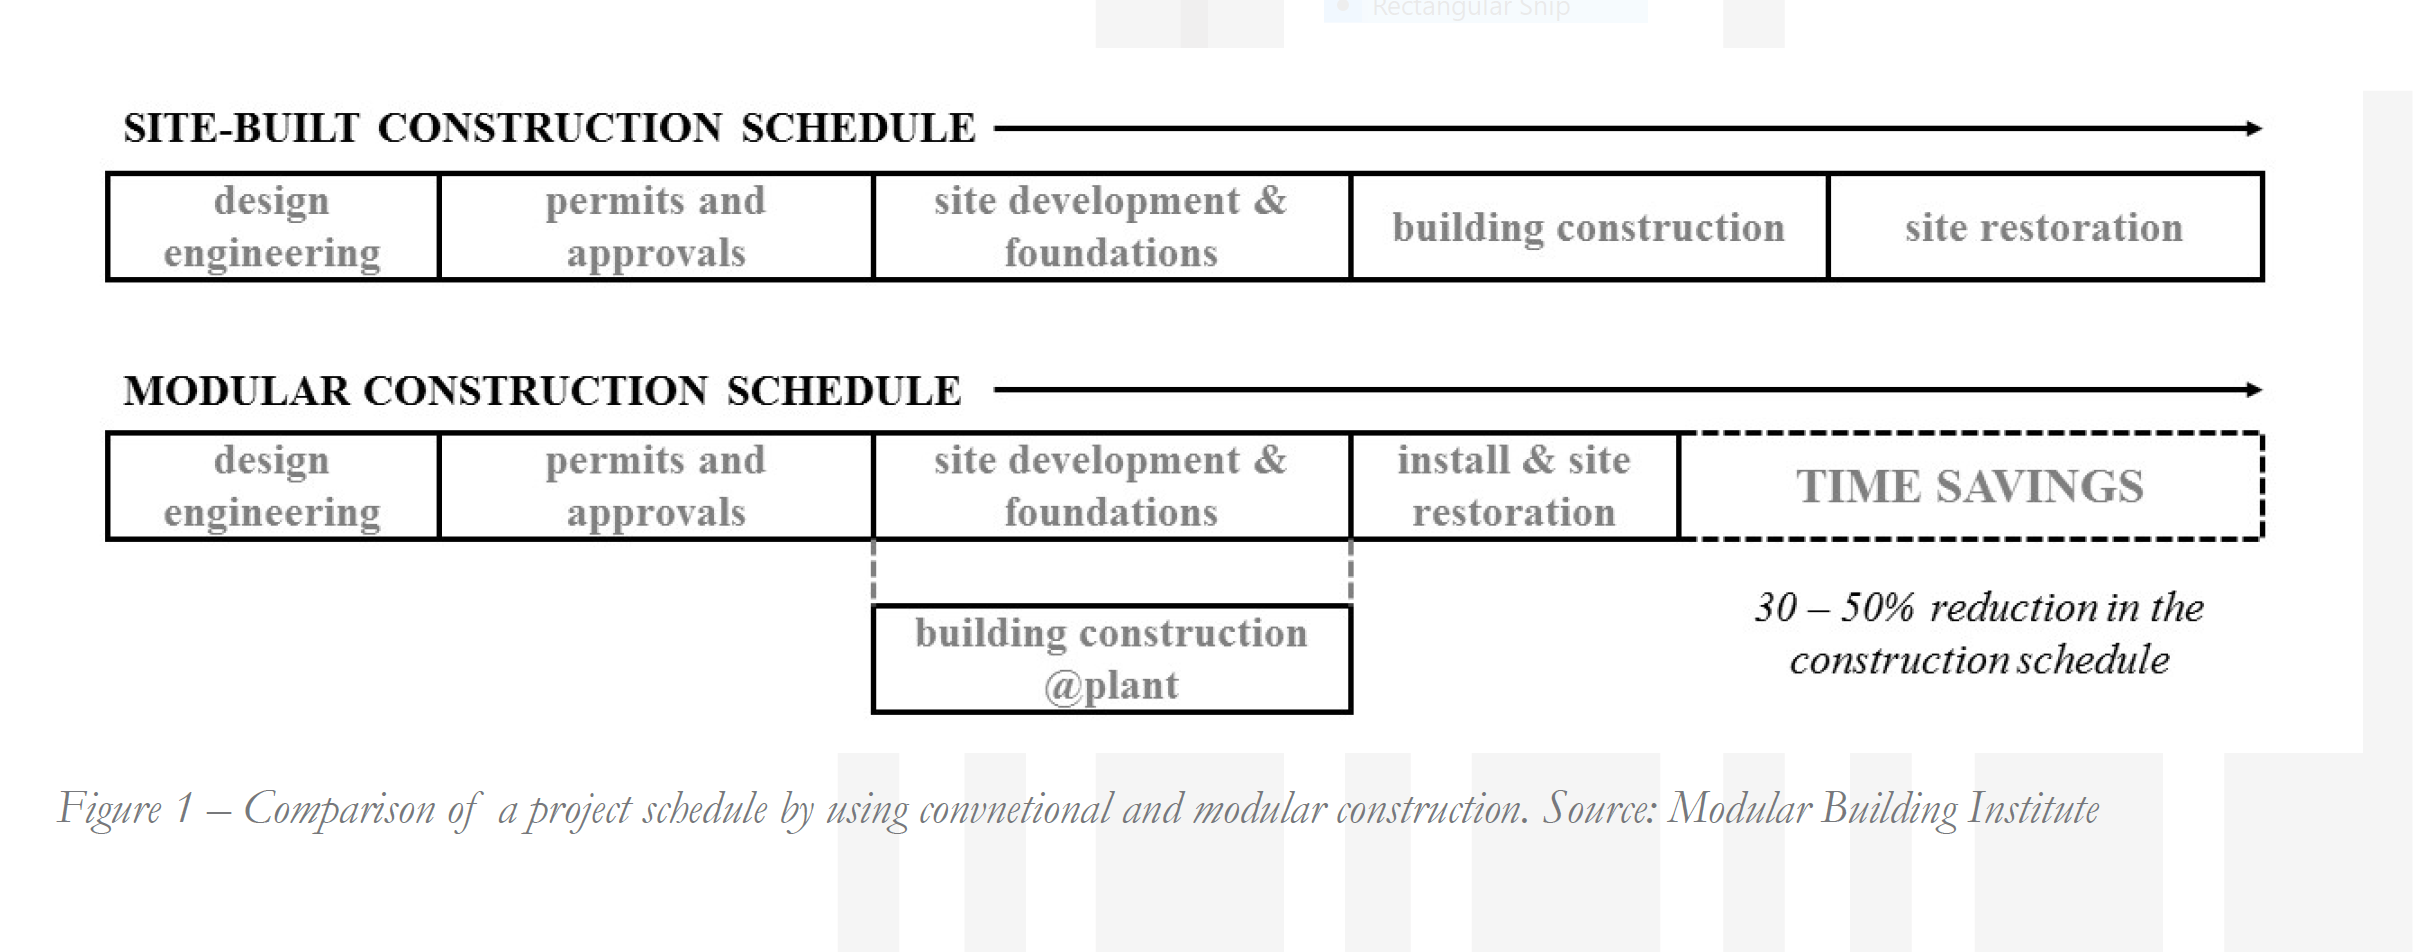 Rectangular Snip
SITE-BUILT CONSTRUCTION SCHEDULE
design
engineering
permits and
approvals
site development &
foundations
building construction
site restoration
MODULAR CONSTRUCTION SCHEDULE
design
engineering
permits and
approvals
site development &
foundations
install & site
restoration
TIME SAVINGS
building construction
@plant
30 – 50% reduction in the
construction schedule
Figure 1 – Comparison of a project schedule by using convnetional and modular construction. Source: Modular Building Institute